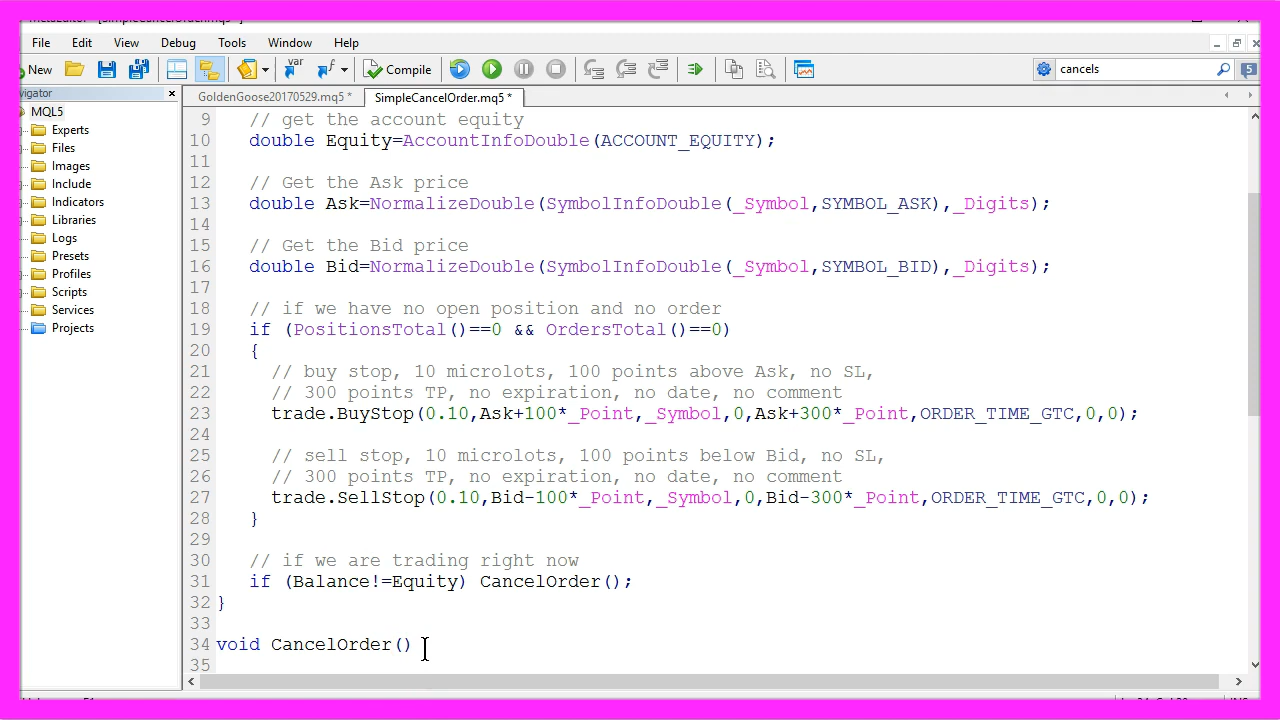 MetaEditor - [SimpleCancelOrder.mq5 *]
File Edit View Debug Tools Window Help
New var Compile cancels 5
Navigator
GoldenGoose20170529.mq5 * SimpleCancelOrder.mq5 *
MQL5
Experts
Files
Images
Include
Indicators
Libraries
Logs
Presets
Profiles
Scripts
Services
Projects
9 // get the account equity
10 double Equity=AccountInfoDouble(ACCOUNT_EQUITY);
11
12 // Get the Ask price
13 double Ask=NormalizeDouble(SymbolInfoDouble(_Symbol,SYMBOL_ASK),_Digits);
14
15 // Get the Bid price
16 double Bid=NormalizeDouble(SymbolInfoDouble(_Symbol,SYMBOL_BID),_Digits);
17
18 // if we have no open position and no order
19 if (PositionsTotal()==0 && OrdersTotal()==0)
20 {
21 // buy stop, 10 microlots, 100 points above Ask, no SL,
22 // 300 points TP, no expiration, no date, no comment
23 trade.BuyStop(0.10,Ask+100*_Point,_Symbol,0,Ask+300*_Point,ORDER_TIME_GTC,0,0);
24
25 // sell stop, 10 microlots, 100 points below Bid, no SL,
26 // 300 points TP, no expiration, no date, no comment
27 trade.SellStop(0.10,Bid-100*_Point,_Symbol,0,Bid-300*_Point,ORDER_TIME_GTC,0,0);
28 }
29
30 // if we are trading right now
31 if (Balance!=Equity) CancelOrder();
32 }
33
34 void CancelOrder()
35